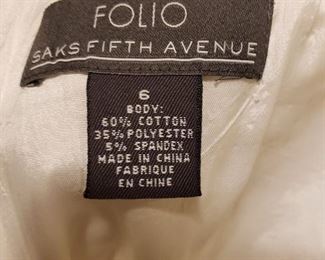 FOLIO
SAKS FIFTH AVENUE
6
BODY:
60% COTTON
35% POLYESTER
5% SPANDEX
MADE IN CHINA
FABRIQUE
EN CHINE